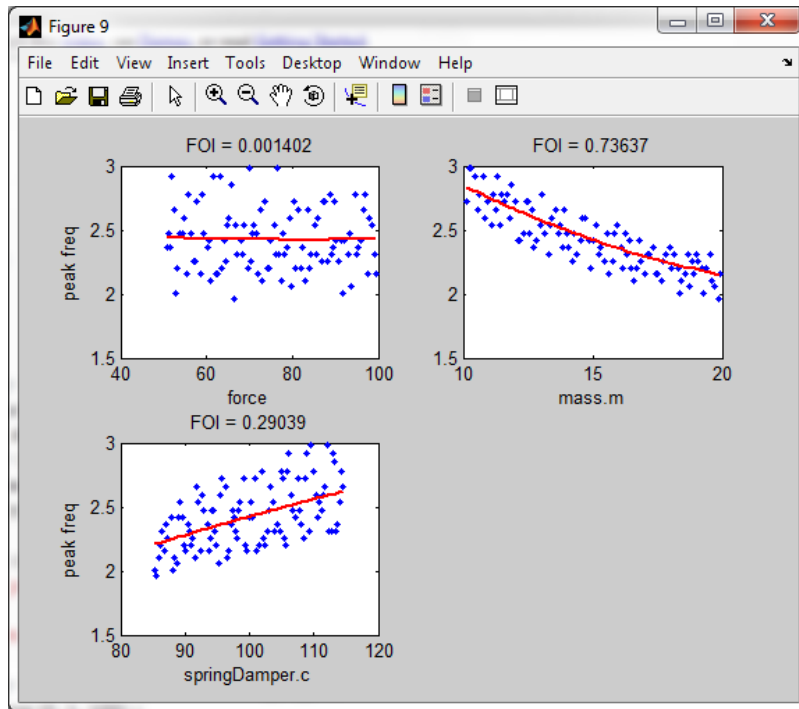 Figure 9
File Edit View Insert Tools Desktop Window Help
FOI = 0.001402
3
2.5
2
1.5
peak freq
40 60 80 100
force
FOI = 0.73637
3
2.5
2
1.5
10 15 20
mass.m
FOI = 0.29039
3
2.5
2
1.5
peak freq
80 90 100 110 120
springDamper.c